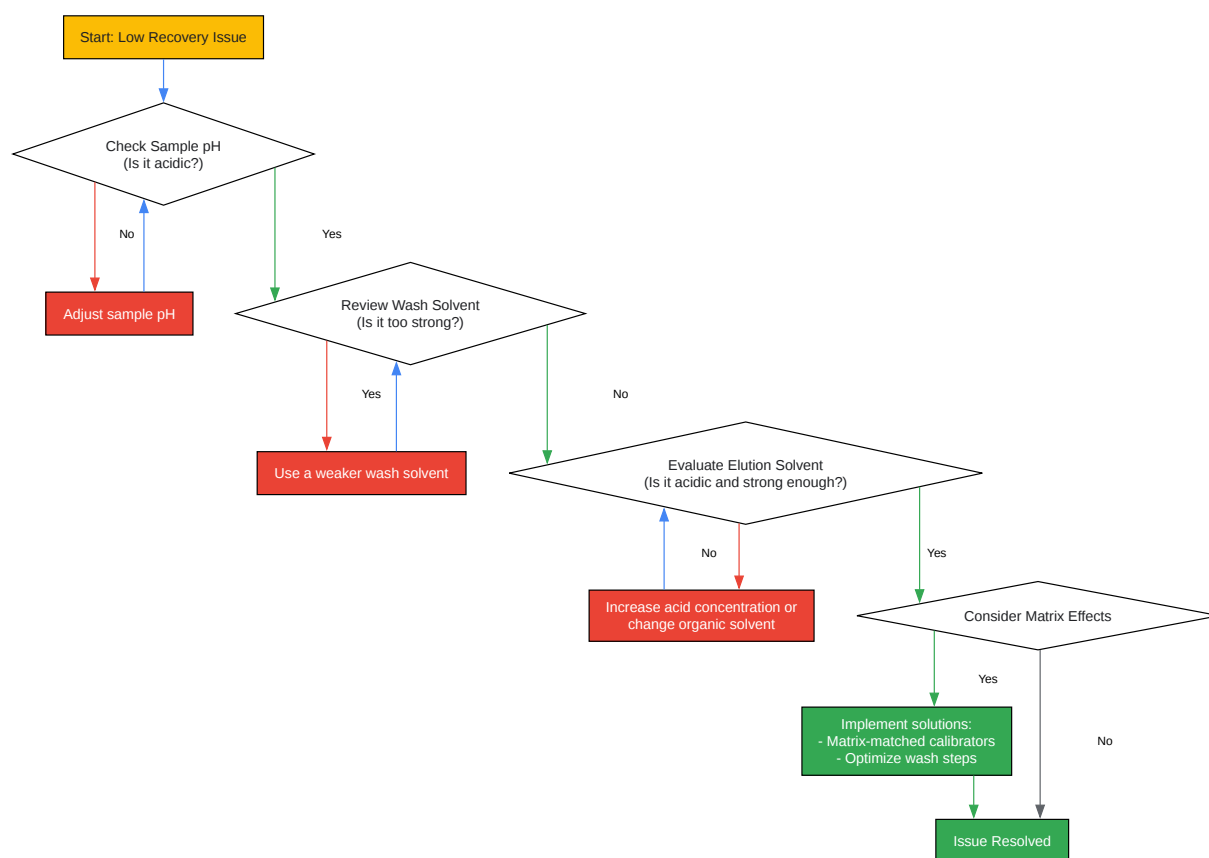 Start: Low Recovery Issue
Check Sample pH
(Is it acidic?)
No
Yes
Adjust sample pH
Review Wash Solvent
(Is it too strong?)
Yes
No
Use a weaker wash solvent
Evaluate Elution Solvent
(Is it acidic and strong enough?)
No
Yes
Increase acid concentration or
change organic solvent
Consider Matrix Effects
Yes
No
Implement solutions:
- Matrix-matched calibrators
- Optimize wash steps
Issue Resolved